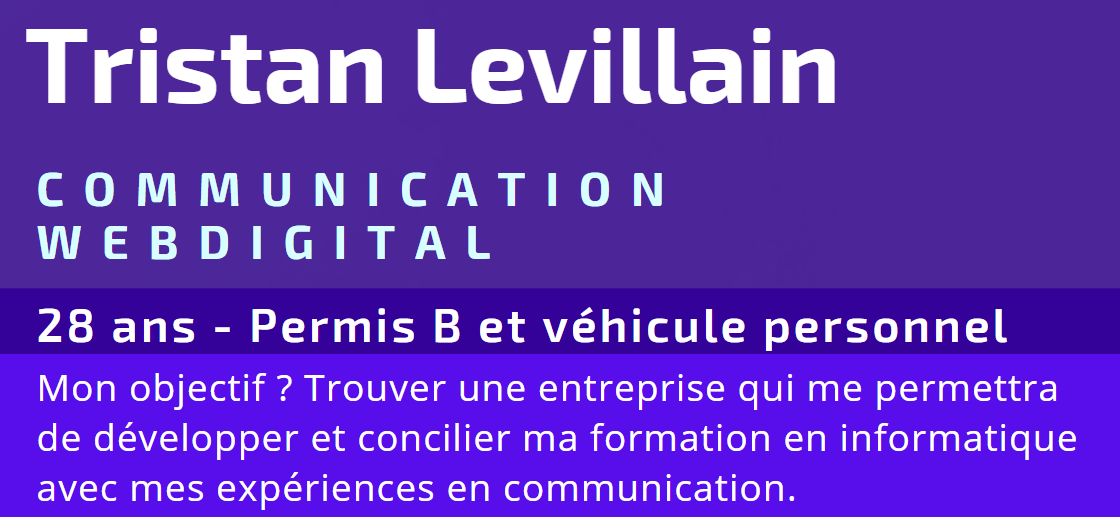 Tristan Levillain
COMMUNICATION
WEBDIGITAL
28 ans - Permis B et véhicule personnel
Mon objectif ? Trouver une entreprise qui me permettra
de développer et concilier ma formation en informatique
avec mes expériences en communication.